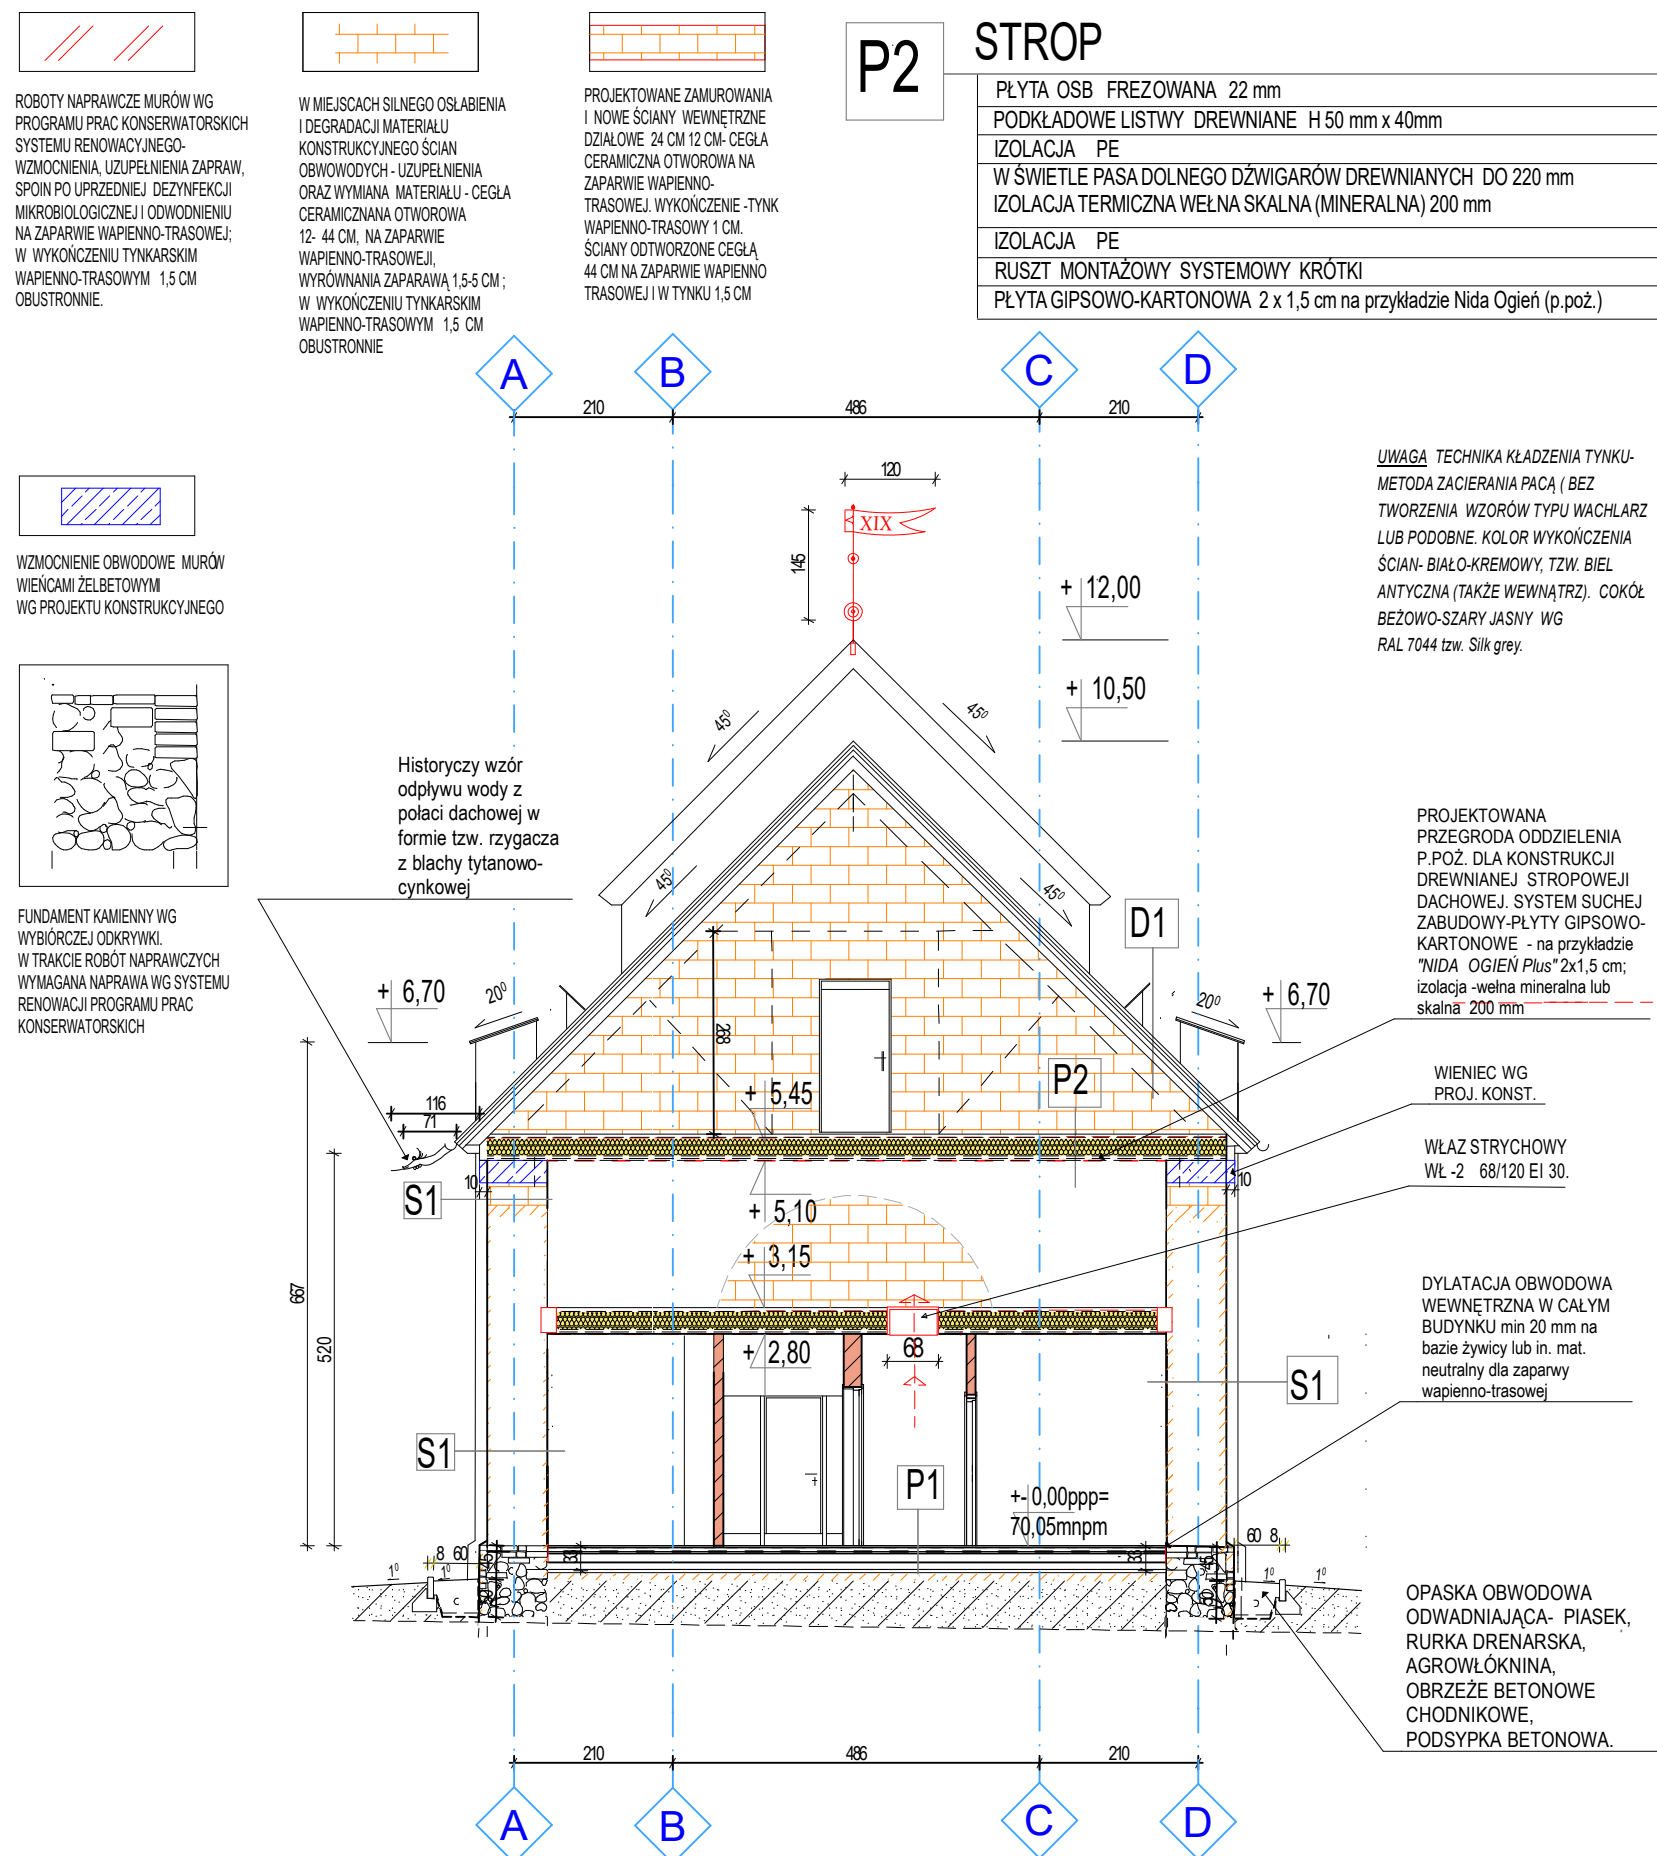 ROBOTY NAPRAWCZE MURÓW WG
PROGRAMU PRAC KONSERWATORSKICH
SYSTEMU RENOWACYJNEGO-
WZMOCNIENIA, UZUPEŁNIENIA ZAPRAW,
SPOIN PO UPRZEDNIEJ DEZYNFEKCJI
MIKROBIOLOGICZNEJ I ODWODNIENIU
NA ZAPARWIE WAPIENNO-TRASOWEJ;
W WYKOŃCZENIU TYNKARSKIM
WAPIENNO-TRASOWYM 1,5 CM
OBUSTRONNIE.
W MIEJSCACH SILNEGO OSŁABIENIA
I DEGRADACJI MATERIAŁU
KONSTRUKCYJNEGO ŚCIAN
OBWOWODYCH - UZUPEŁNIENIA
ORAZ WYMIANA MATERIAŁU - CEGŁA
CERAMICZNANA OTWOROWA
12- 44 CM, NA ZAPARWIE
WAPIENNO-TRASOWEJI,
WYRÓWNANIA ZAPARAWĄ 1,5-5 CM ;
W WYKOŃCZENIU TYNKARSKIM
WAPIENNO-TRASOWYM 1,5 CM
OBUSTRONNIE
PROJEKTOWANE ZAMUROWANIA
I NOWE ŚCIANY WEWNĘTRZNE
DZIAŁOWE 24 CM 12 CM- CEGŁA
CERAMICZNA OTWOROWA NA
ZAPARWIE WAPIENNO-
TRASOWEJ. WYKOŃCZENIE -TYNK
WAPIENNO-TRASOWY 1 CM.
ŚCIANY ODTWORZONE CEGŁĄ
44 CM NA ZAPARWIE WAPIENNO
TRASOWEJ I W TYNKU 1,5 CM
P2 STROP
PŁYTA OSB FREZOWANA 22 mm
PODKŁADOWE LISTWY DREWNIANE H 50 mm x 40mm
IZOLACJA PE
W ŚWIETLE PASA DOLNEGO DŹWIGARÓW DREWNIANYCH DO 220 mm
IZOLACJA TERMICZNA WEŁNA SKALNA (MINERALNA) 200 mm
IZOLACJA PE
RUSZT MONTAŻOWY SYSTEMOWY KRÓTKI
PŁYTA GIPSOWO-KARTONOWA 2 x 1,5 cm na przykładzie Nida Ogień (p.poż.)
A B C D
210 486 210
WZMOCNIENIE OBWODOWE MURÓW
WIEŃCAMI ŻELBETOWYMI
WG PROJEKTU KONSTRUKCYJNEGO
120
XIX
145
+ 12,00
+ 10,50
45⁰
45⁰
UWAGA TECHNIKA KŁADZENIA TYNKU-
METODA ZACIERANIA PACĄ ( BEZ
TWORZENIA WZORÓW TYPU WACHLARZ
LUB PODOBNE. KOLOR WYKOŃCZENIA
ŚCIAN- BIAŁO-KREMOWY, TZW. BIEL
ANTYCZNA (TAKŻE WEWNĄTRZ). COKÓŁ
BEŻOWO-SZARY JASNY WG
RAL 7044 tzw. Silk grey.
FUNDAMENT KAMIENNY WG
WYBIÓRCZEJ ODKRYWKI.
W TRAKCIE ROBÓT NAPRAWCZYCH
WYMAGANA NAPRAWA WG SYSTEMU
RENOWACJI PROGRAMU PRAC
KONSERWATORSKICH
Historyczy wzór
odpływu wody z
połaci dachowej w
formie tzw. rzygacza
z blachy tytanowo-
cynkowej
45⁰
45⁰
D1
PROJEKTOWANA
PRZEGRODA ODDZIELENIA
P.POŻ. DLA KONSTRUKCJI
DREWNIANEJ STROPOWEJI
DACHOWEJ. SYSTEM SUCHEJ
ZABUDOWY-PŁYTY GIPSOWO-
KARTONOWE - na przykładzie
"NIDA OGIEŃ Plus" 2x1,5 cm;
izolacja -wełna mineralna lub
skalna 200 mm
+ 6,70
20⁰
20⁰
+ 6,70
268
P2
+ 5,45
116
71
WIENIEC WG
PROJ. KONST.
WŁAZ STRYCHOWY
WŁ -2 68/120 EI 30.
10
10
S1
+ 5,10
+ 3,15
667
520
+ 2,80
68
DYLATACJA OBWODOWA
WEWNĘTRZNA W CAŁYM
BUDYNKU min 20 mm na
bazie żywicy lub in. mat.
neutralny dla zaparwy
wapienno-trasowej
S1
S1
P1
+- 0,00ppp=
70,05mnpm
8 60
33
33
60 8
45
45
1⁰
1⁰
1⁰
1⁰
OPASKA OBWODOWA
ODWADNIAJĄCA- PIASEK,
RURKA DRENARSKA,
AGROWŁÓKNINA,
OBRZEŻE BETONOWE
CHODNIKOWE,
PODSYPKA BETONOWA.
210 486 210
A B C D